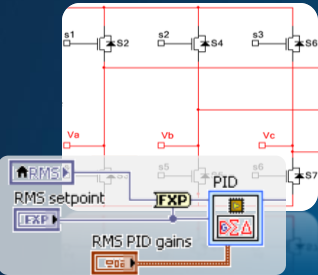 s1 S2 s2 S4 s3 S6
Va Vb Vc
s5 s6 S7
RMS PID
RMS setpoint FXP
FXP
RMS PID gains